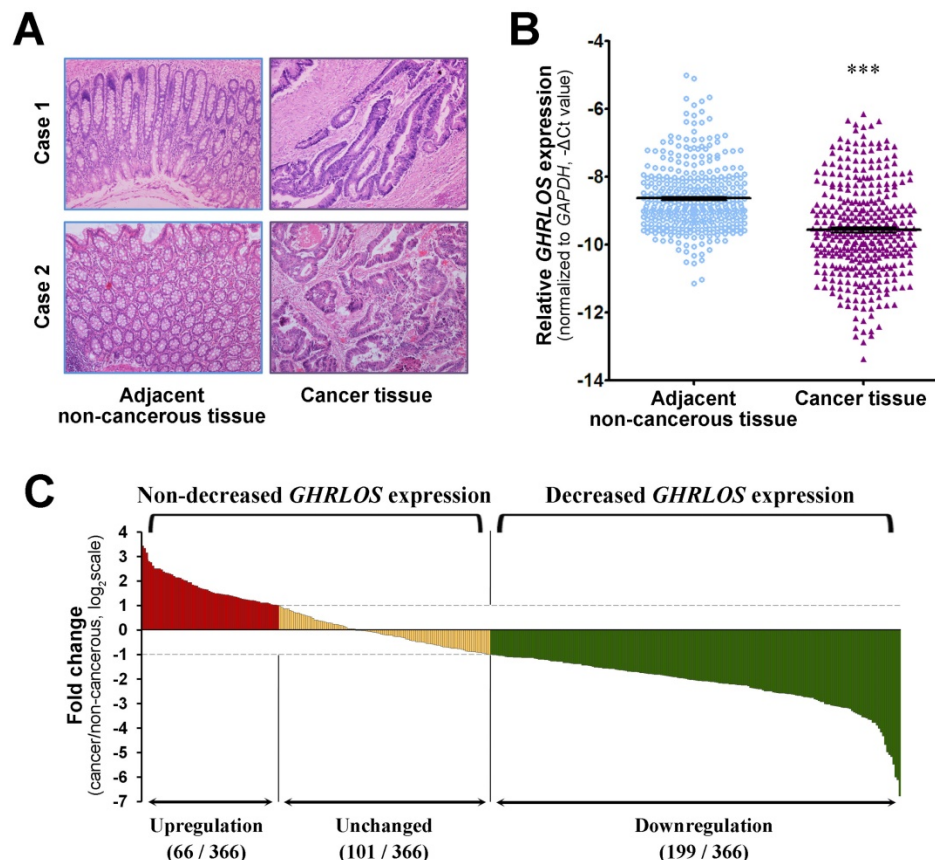 A
Case 1
Case 2
Adjacent
non-cancerous tissue
Cancer tissue
B
Relative GHRLOS expression
(normalized to GAPDH, -ΔCt value)
-4
-6
-8
-10
-12
-14
***
Adjacent
non-cancerous tissue
Cancer tissue
C
Non-decreased GHRLOS expression
Decreased GHRLOS expression
Fold change
(cancer/non-cancerous, log₂scale)
4
3
2
1
0
-1
-2
-3
-4
-5
-6
-7
Upregulation
(66 / 366)
Unchanged
(101 / 366)
Downregulation
(199 / 366)